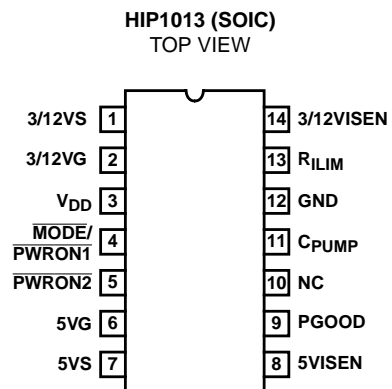 HIP1013 (SOIC)
TOP VIEW
3/12VS 1
3/12VG 2
VDD 3
MODE/
PWRON1 4
PWRON2 5
5VG 6
5VS 7
14 3/12VISEN
13 RILIM
12 GND
11 CPUMP
10 NC
9 PGOOD
8 5VISEN